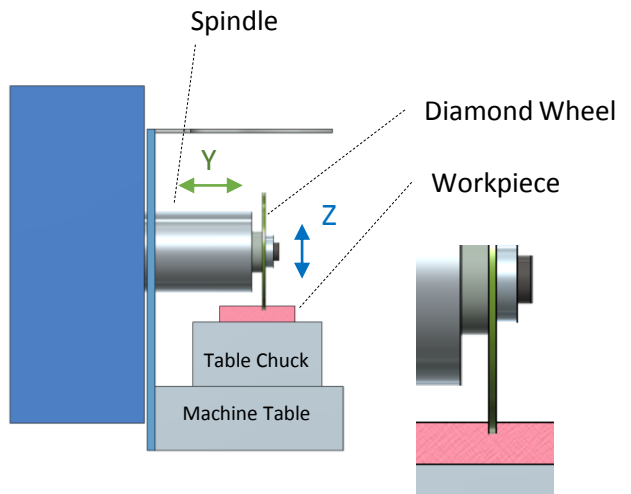 Spindle
Diamond Wheel
Y
Workpiece
Z
Table Chuck
Machine Table